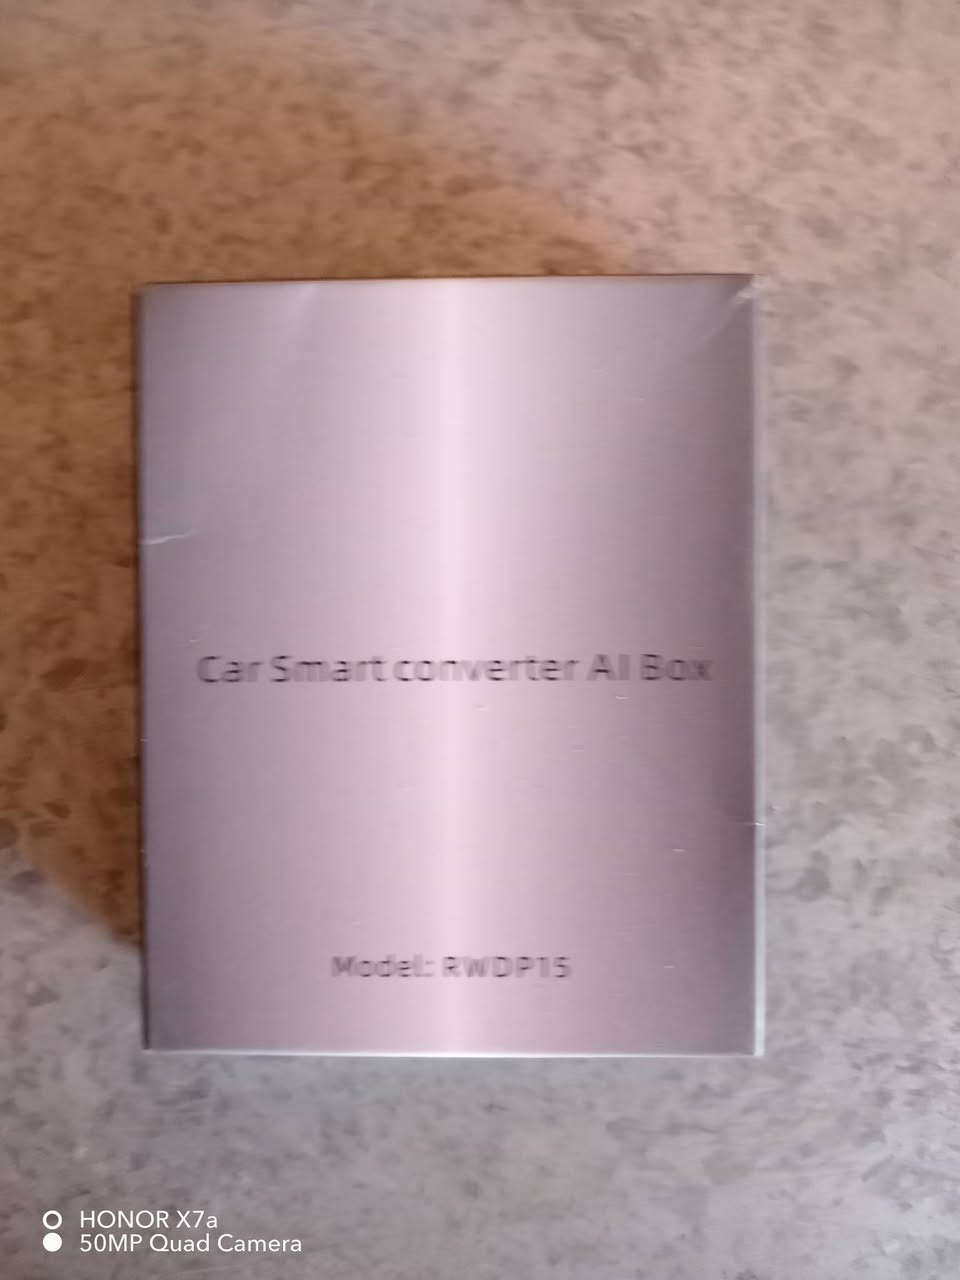 Car Smart converter AI Box
Model: RWDP15
HONOR X7a
50MP Quad Camera